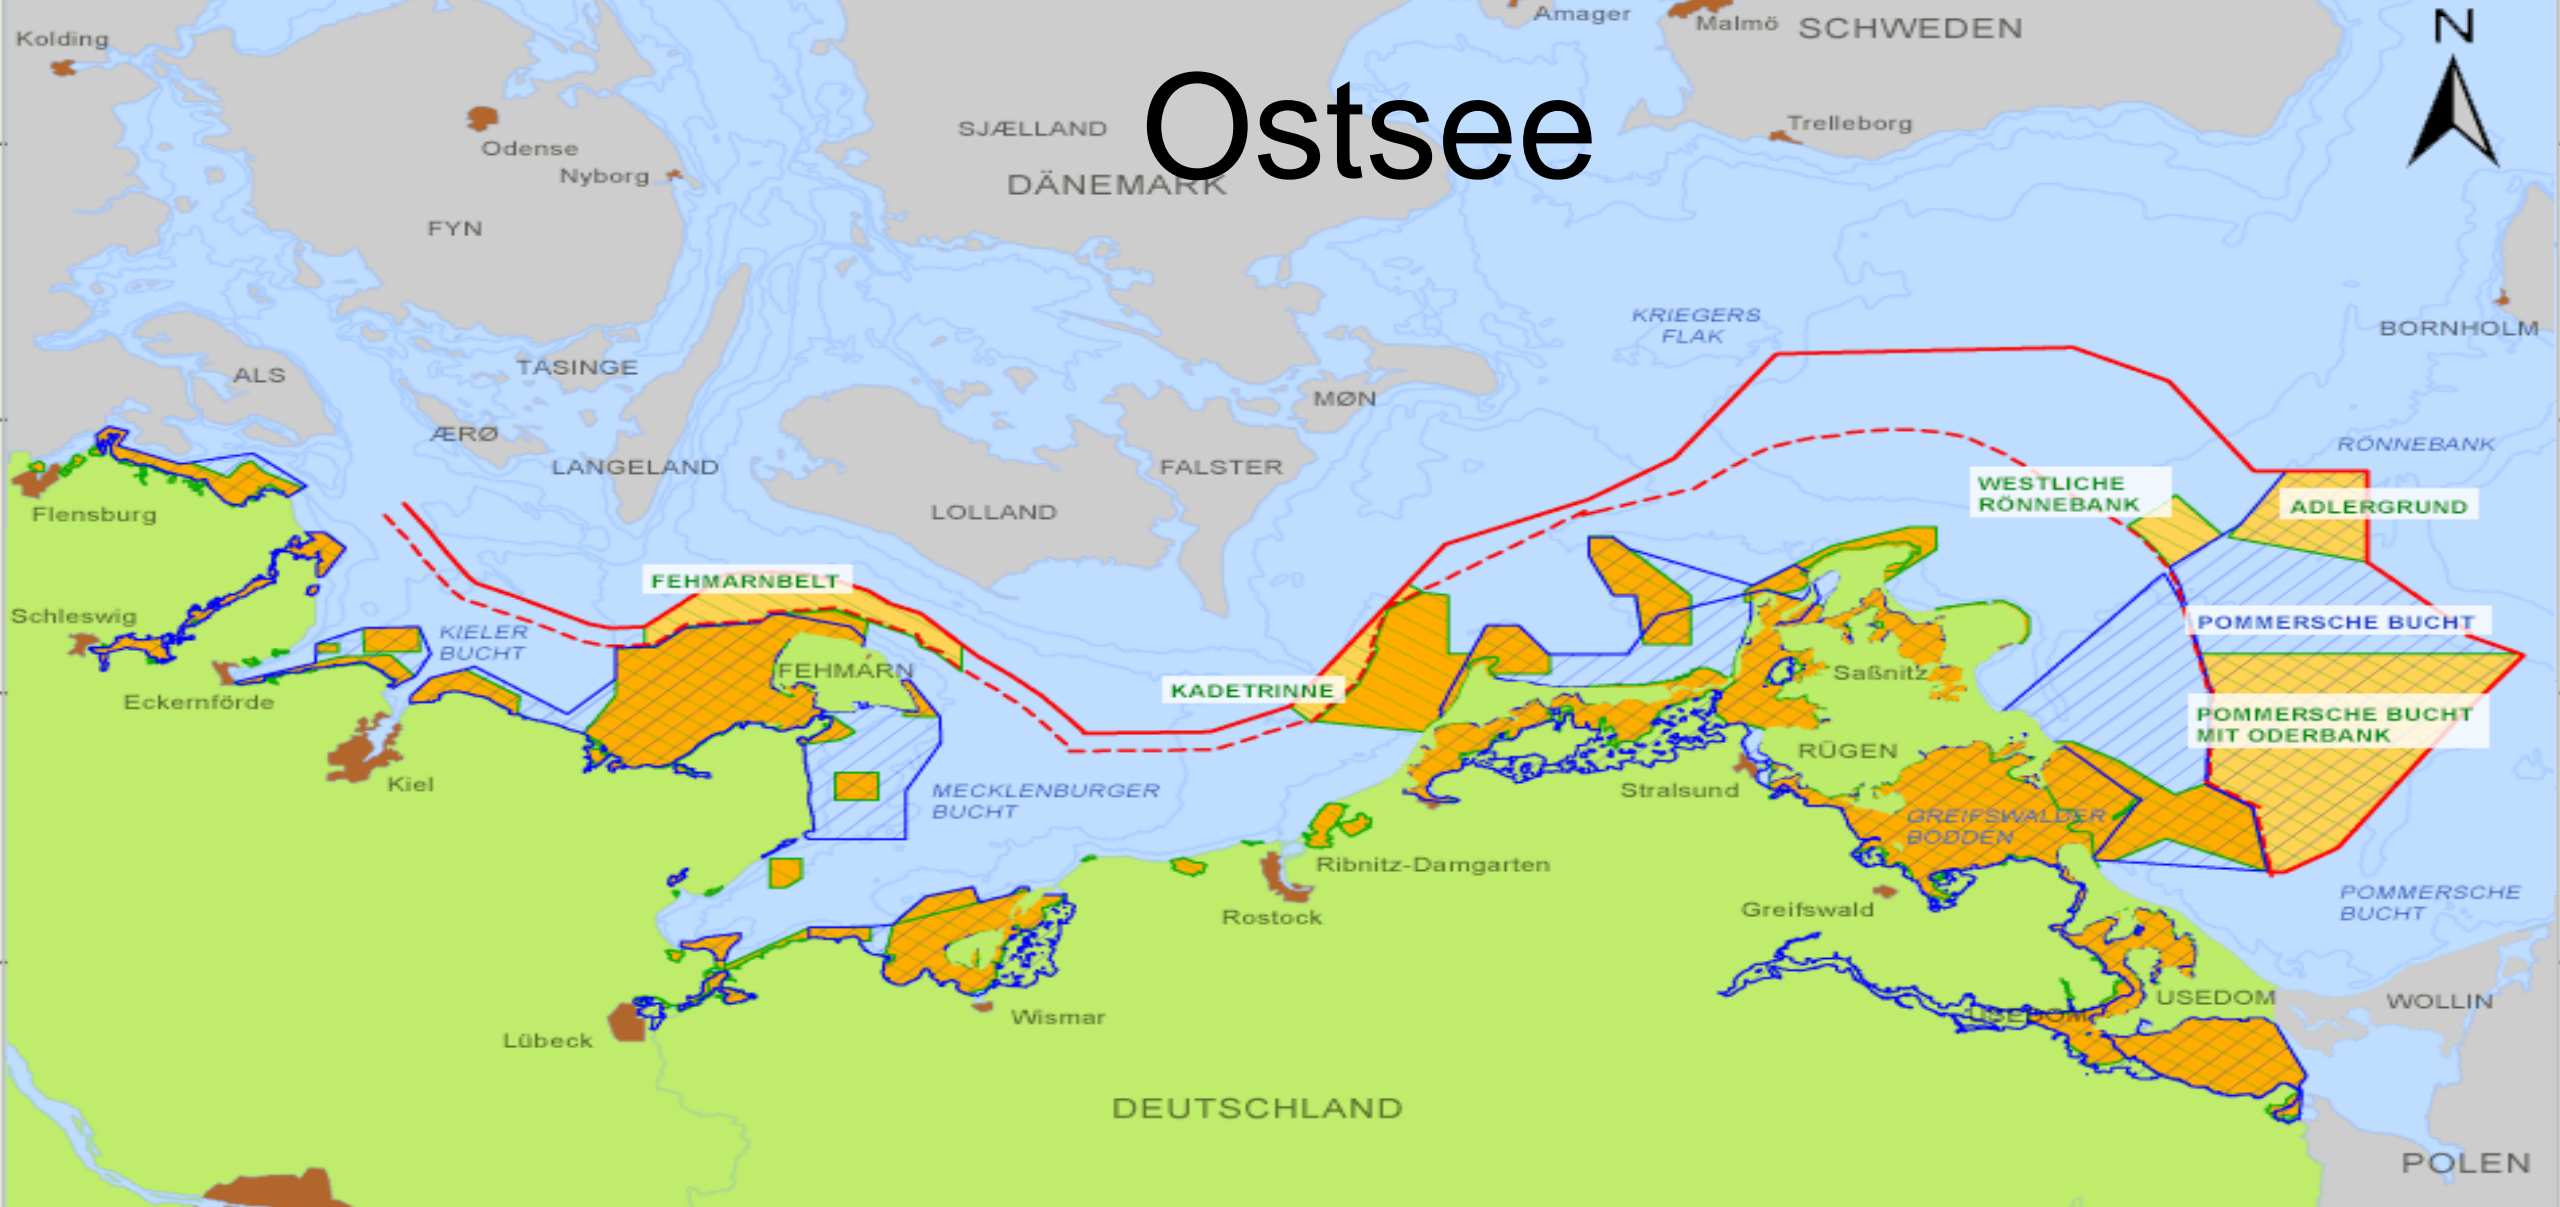 Kolding
Amager
Malmö
SCHWEDEN
N
Ostsee
Odense
Nyborg
SJÆLLAND
DÄNEMARK
Trelleborg
FYN
KRIEGERS
FLAK
BORNHOLM
ALS
TASINGE
MØN
ÆRØ
LANGELAND
FALSTER
RÖNNEBANK
LOLLAND
WESTLICHE
RÖNNEBANK
ADLERGRUND
Flensburg
FEHMARNBELT
Schleswig
KIELER
BUCHT
POMMERSCHE BUCHT
FEHMARN
KADETRINNE
Saßnitz
Eckernförde
POMMERSCHE BUCHT
MIT ODERBANK
RÜGEN
Kiel
MECKLENBURGER
BUCHT
Stralsund
GREIFSWALDER
BODDEN
Ribnitz-Damgarten
Rostock
Greifswald
POMMERSCHE
BUCHT
Lübeck
Wismar
USEDOM
USEDOM
WOLLIN
DEUTSCHLAND
POLEN